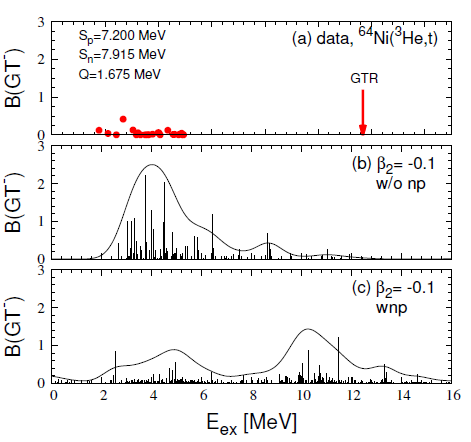 3
2
1
0
B(GT⁻)
Sₚ=7.200 MeV
Sₙ=7.915 MeV
Q=1.675 MeV
(a) data, ⁶⁴Ni(³He,t)
GTR
3
2
1
0
B(GT⁻)
(b) β₂= -0.1
w/o np
3
2
1
0
B(GT⁻)
(c) β₂= -0.1
wnp
0 2 4 6 8 10 12 14 16
Eₑₓ [MeV]